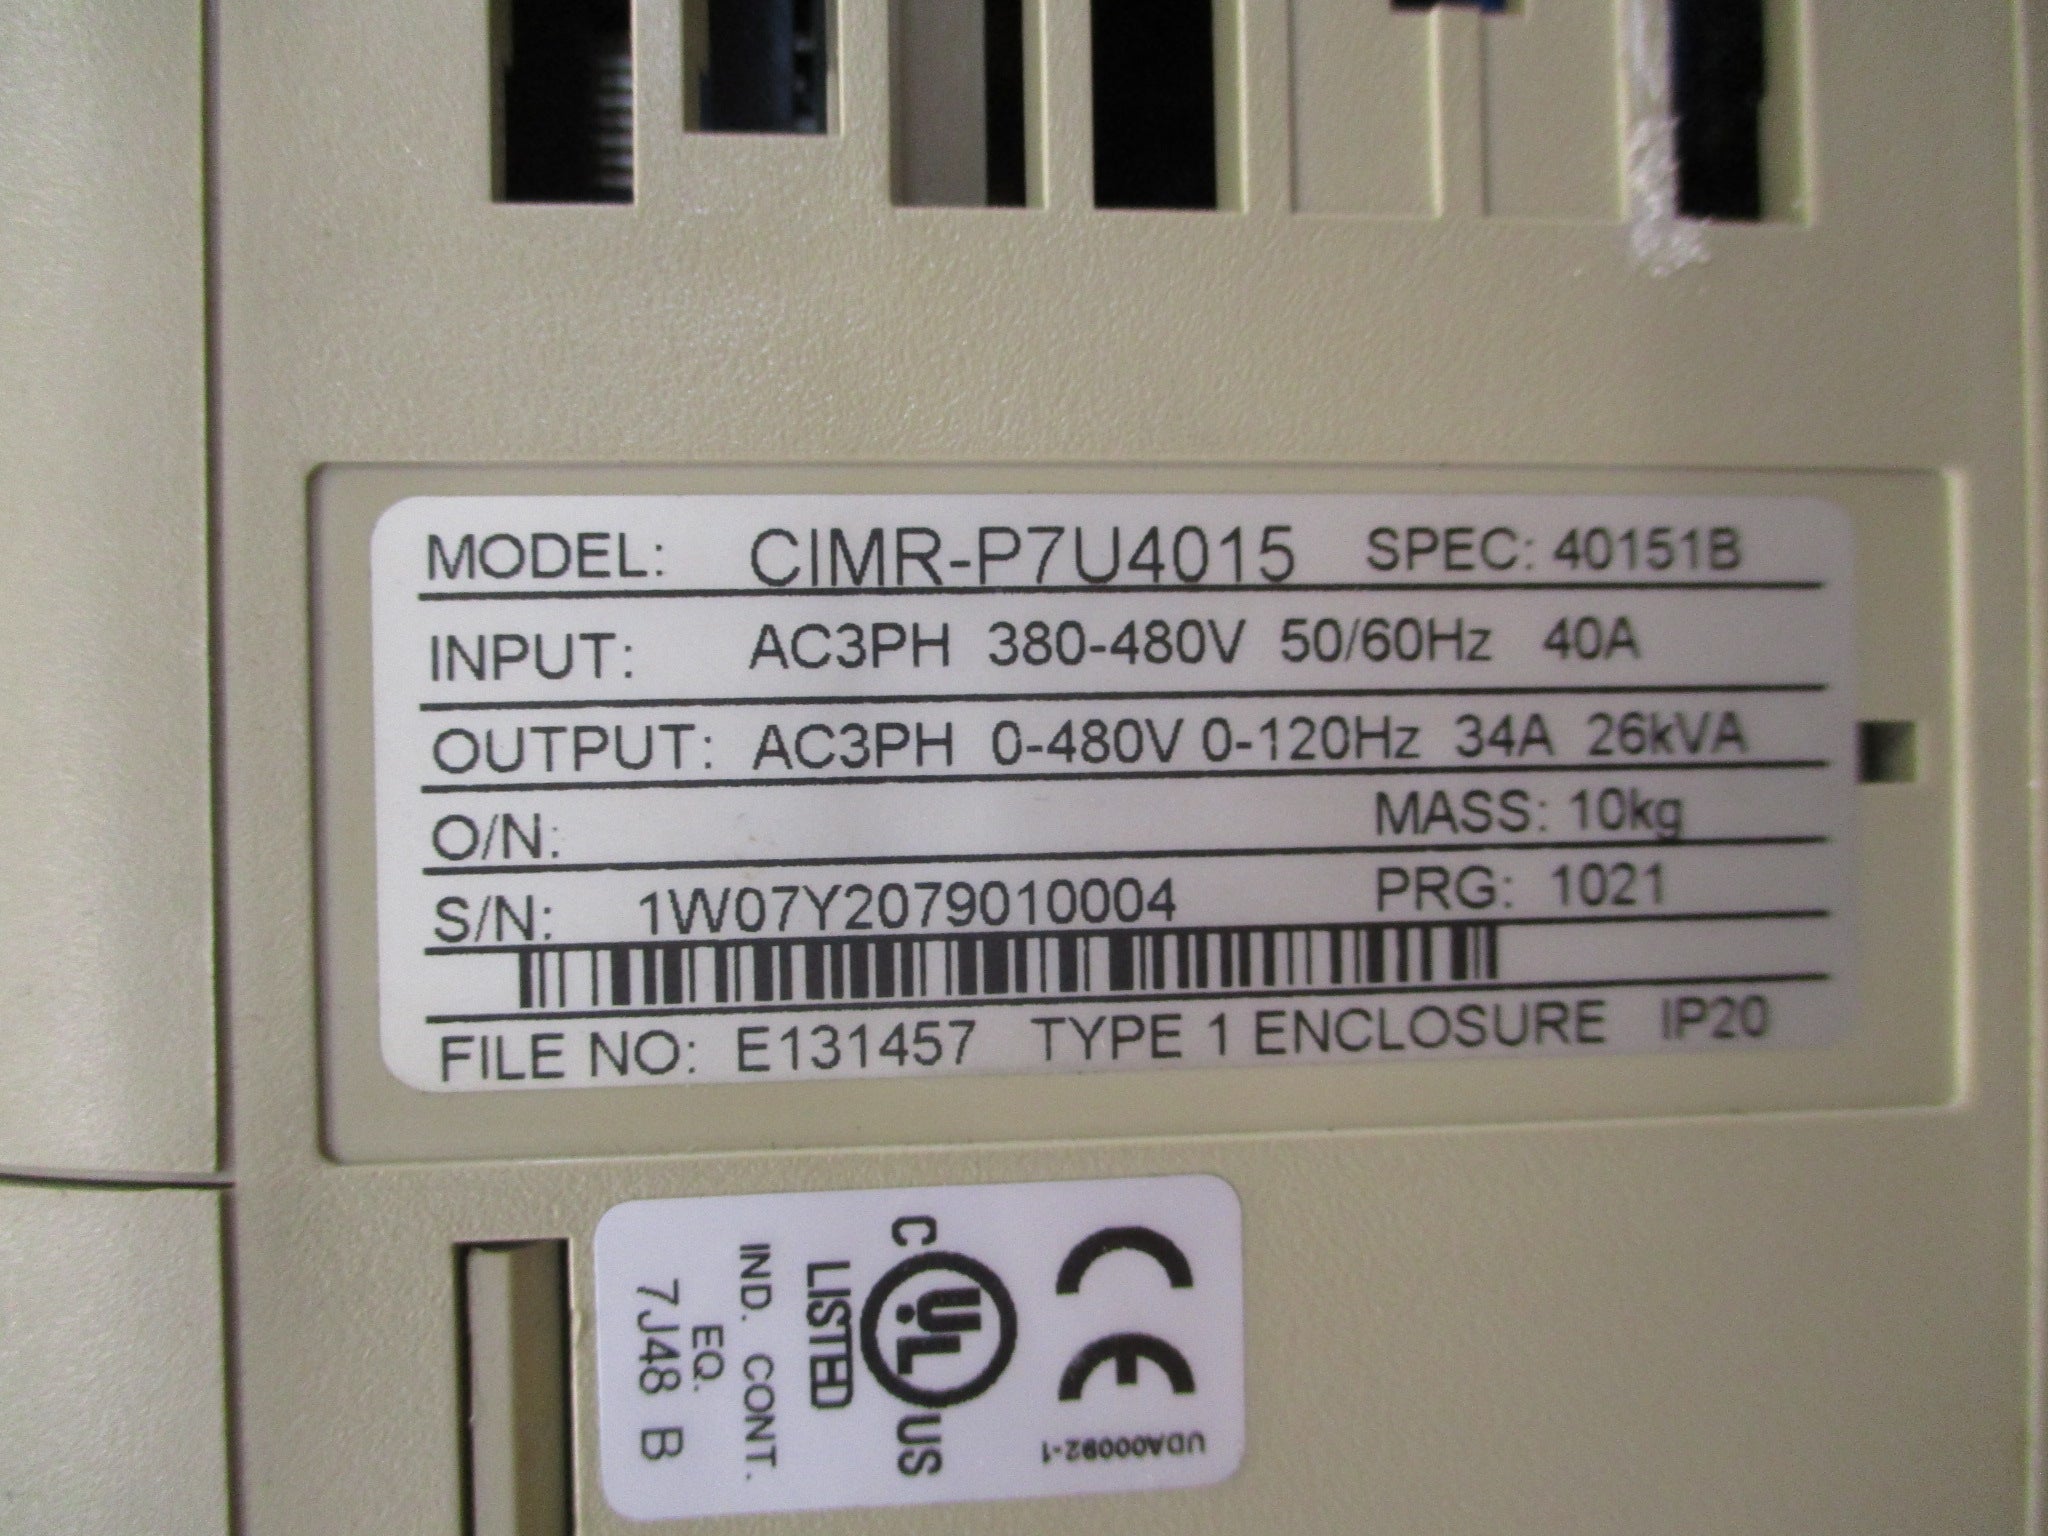 MODEL: CIMR-P7U4015 SPEC: 40151B
INPUT: AC3PH 380-480V 50/60Hz 40A
OUTPUT: AC3PH 0-480V 0-120Hz 34A 26kVA
O/N: MASS: 10kg
S/N: 1W07Y2079010004 PRG: 1021
FILE NO: E131457 TYPE 1 ENCLOSURE IP20
CE
UDA00092-1
C UL US
LISTED
IND. CONT.
EQ.
7J48 B